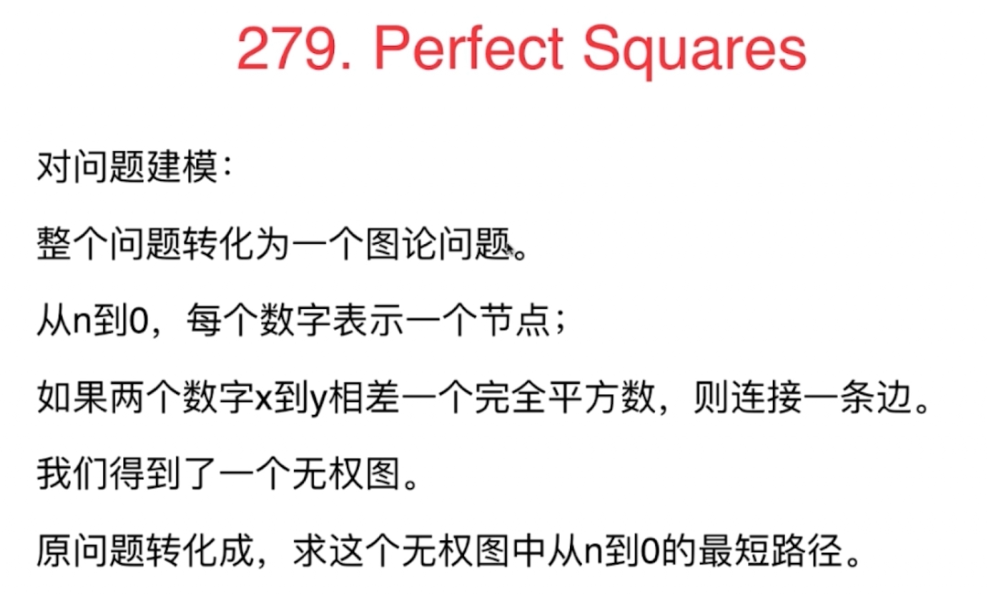 279. Perfect Squares
对问题建模：
整个问题转化为一个图论问题。
从n到0，每个数字表示一个节点；
如果两个数字x到y相差一个完全平方数，则连接一条边。
我们得到了一个无权图。
原问题转化成，求这个无权图中从n到0的最短路径。